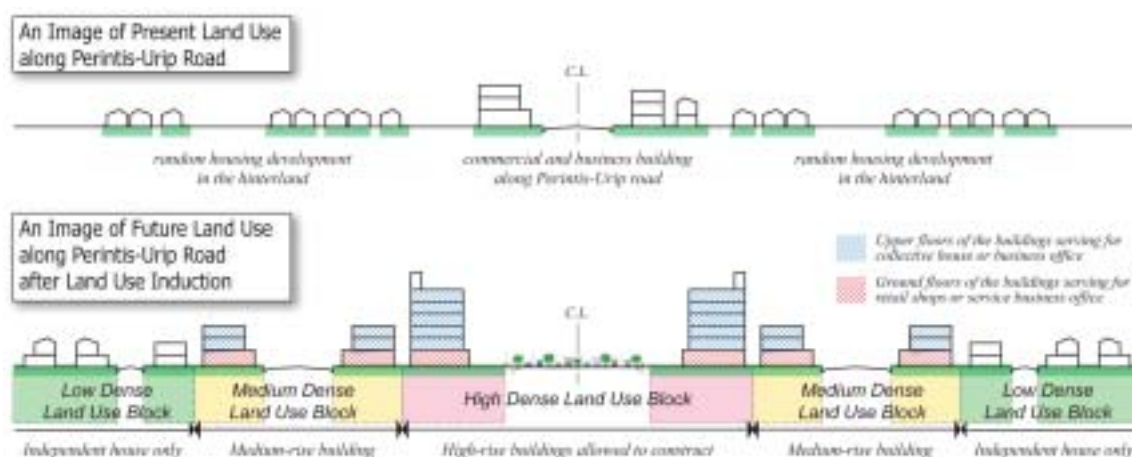 An Image of Present Land Use
along Perintis-Urip Road
C.L
random housing development
in the hinterland
commercial and business building
along Perintis-Urip road
random housing development
in the hinterland
An Image of Future Land Use
along Perintis-Urip Road
after Land Use Induction
Upper floors of the buildings serving for
collective house or business office
Ground floors of the buildings serving for
retail shops or service business office
C.L
Low Dense
Land Use Block
Medium Dense
Land Use Block
High Dense Land Use Block
Medium Dense
Land Use Block
Low Dense
Land Use Block
Independent house only
Medium-rise building
High-rise buildings allowed to construct
Medium-rise building
Independent house only